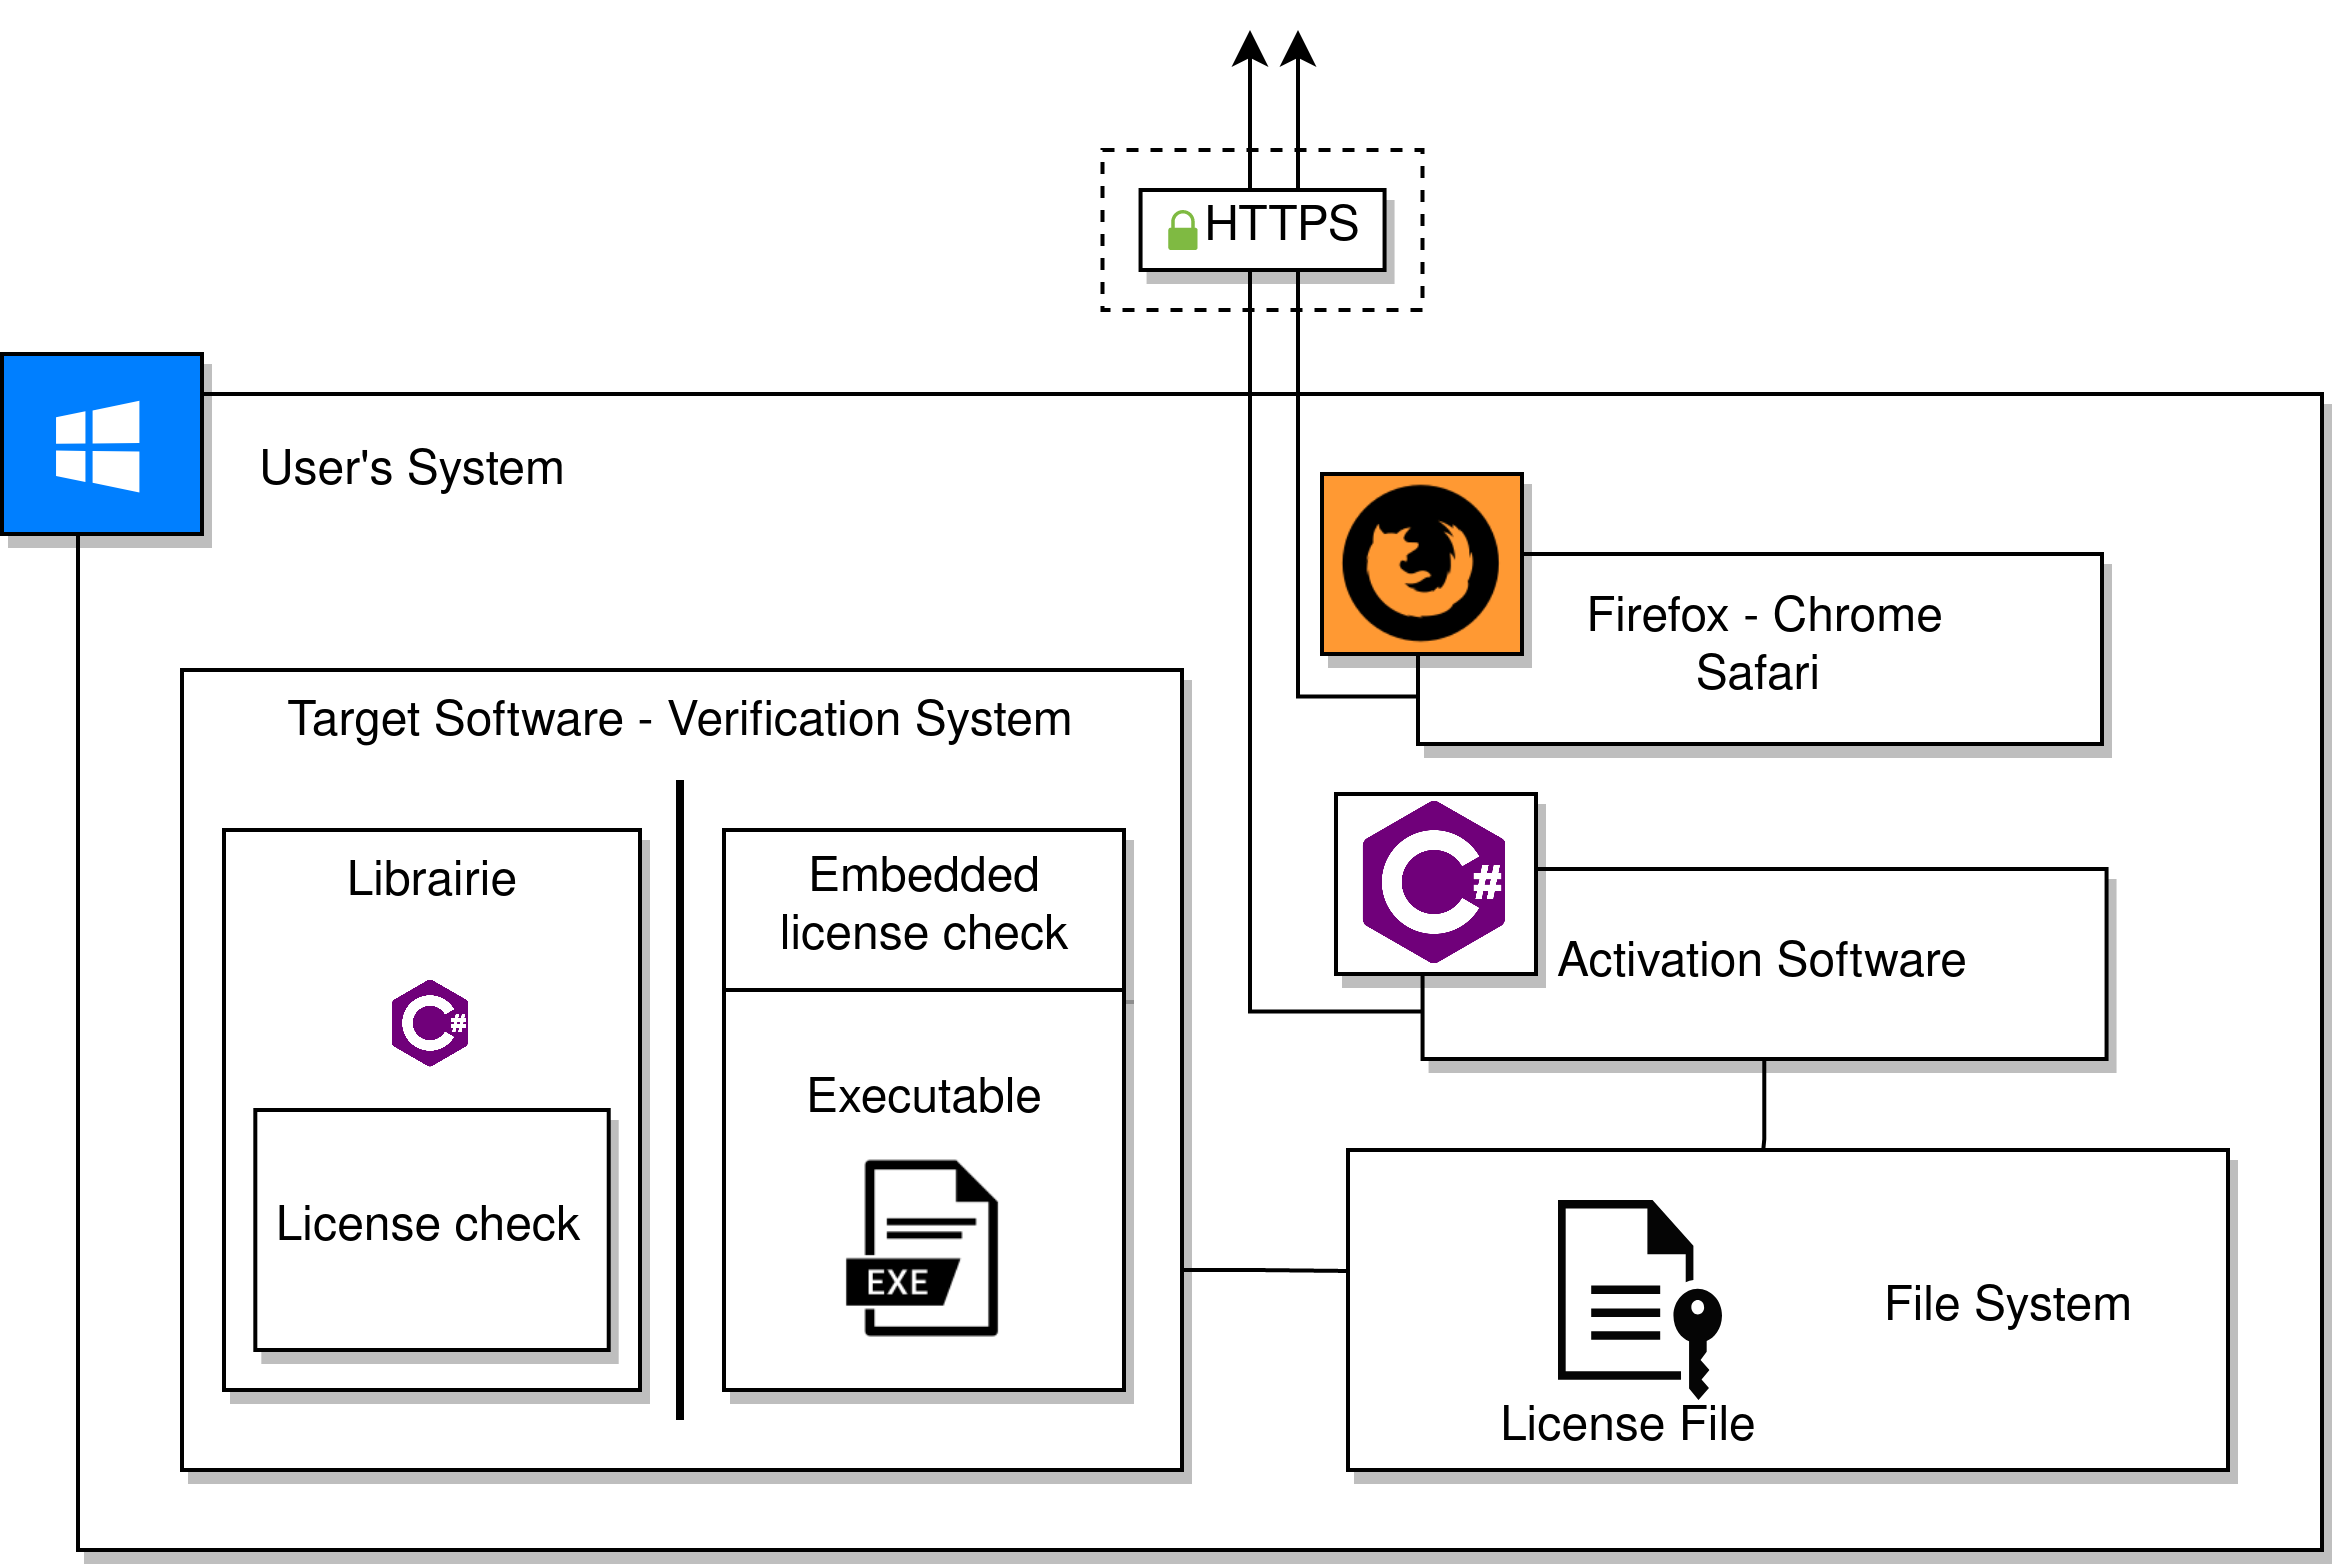 HTTPS
User's System
Firefox - Chrome
Safari
Target Software - Verification System
Librairie
C#
License check
Embedded
license check
Executable
EXE
C#
Activation Software
File System
License File